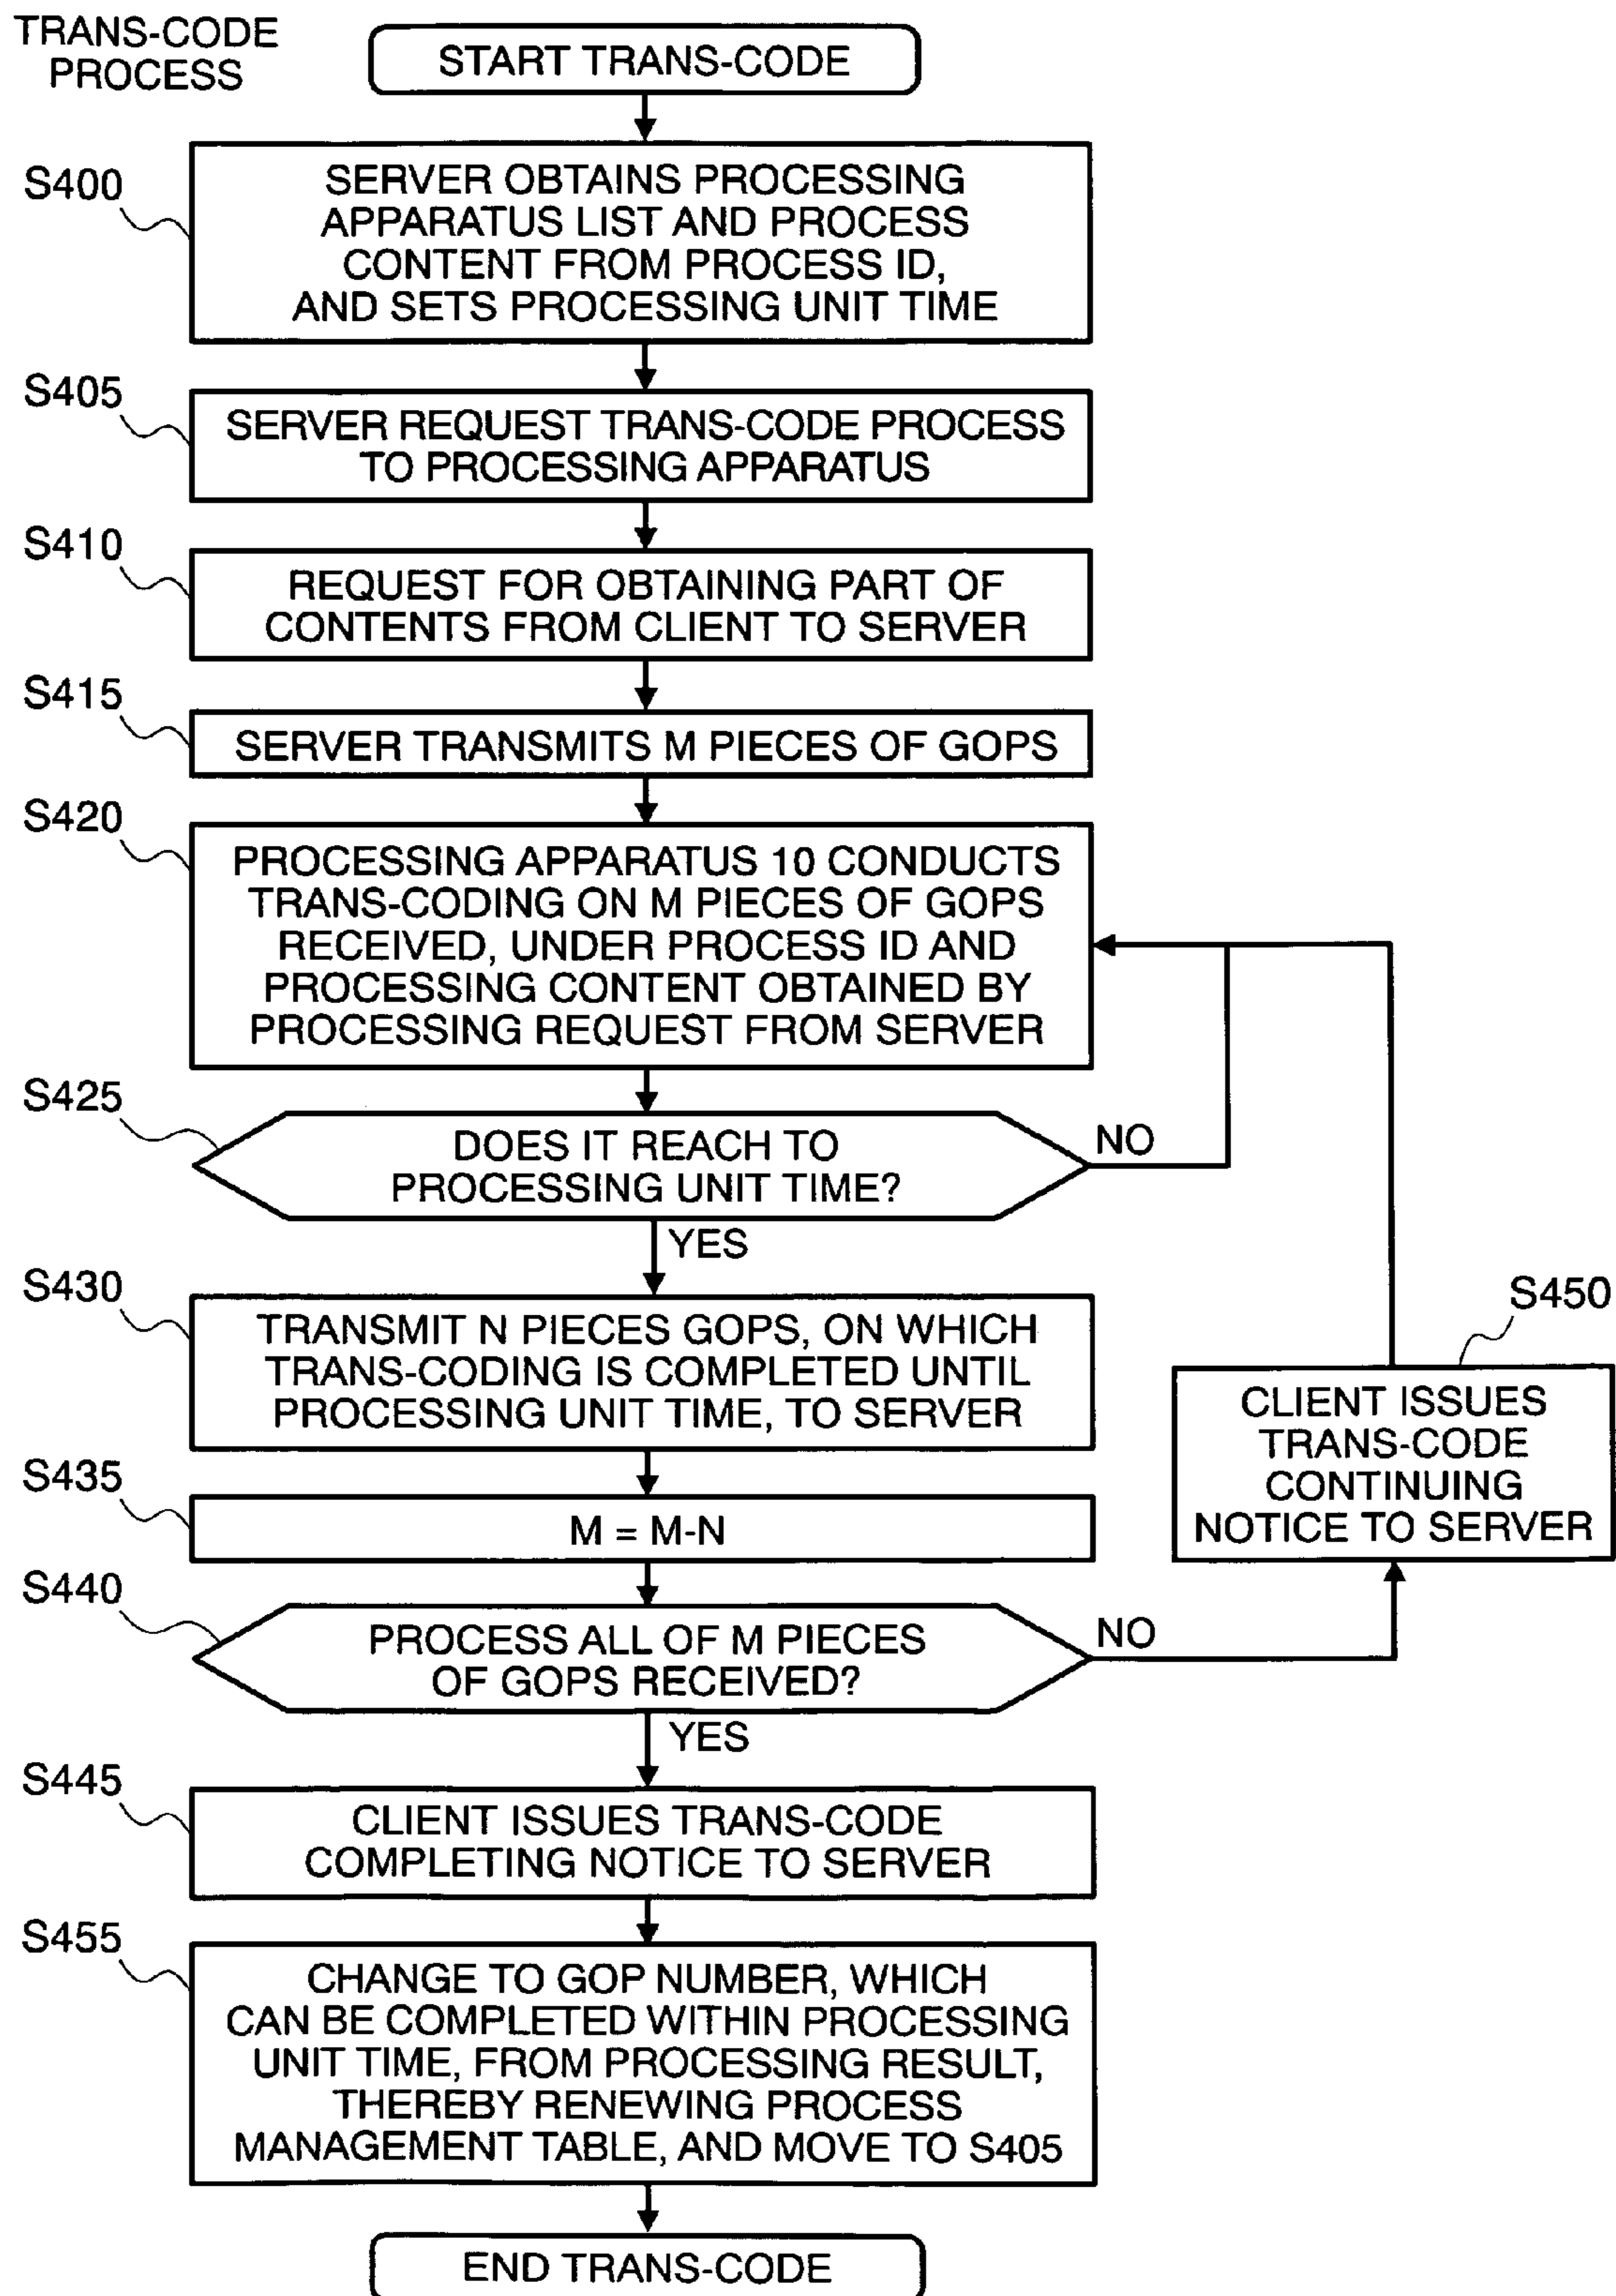 TRANS-CODE
PROCESS
START TRANS-CODE
S400
SERVER OBTAINS PROCESSING
APPARATUS LIST AND PROCESS
CONTENT FROM PROCESS ID,
AND SETS PROCESSING UNIT TIME
S405
SERVER REQUEST TRANS-CODE PROCESS
TO PROCESSING APPARATUS
S410
REQUEST FOR OBTAINING PART OF
CONTENTS FROM CLIENT TO SERVER
S415
SERVER TRANSMITS M PIECES OF GOPS
S420
PROCESSING APPARATUS 10 CONDUCTS
TRANS-CODING ON M PIECES OF GOPS
RECEIVED, UNDER PROCESS ID AND
PROCESSING CONTENT OBTAINED BY
PROCESSING REQUEST FROM SERVER
S425
DOES IT REACH TO
PROCESSING UNIT TIME?
NO
YES
S430
TRANSMIT N PIECES GOPS, ON WHICH
TRANS-CODING IS COMPLETED UNTIL
PROCESSING UNIT TIME, TO SERVER
S450
CLIENT ISSUES
TRANS-CODE
CONTINUING
NOTICE TO SERVER
S435
M = M-N
S440
PROCESS ALL OF M PIECES
OF GOPS RECEIVED?
NO
YES
S445
CLIENT ISSUES TRANS-CODE
COMPLETING NOTICE TO SERVER
S455
CHANGE TO GOP NUMBER, WHICH
CAN BE COMPLETED WITHIN PROCESSING
UNIT TIME, FROM PROCESSING RESULT,
THEREBY RENEWING PROCESS
MANAGEMENT TABLE, AND MOVE TO S405
END TRANS-CODE